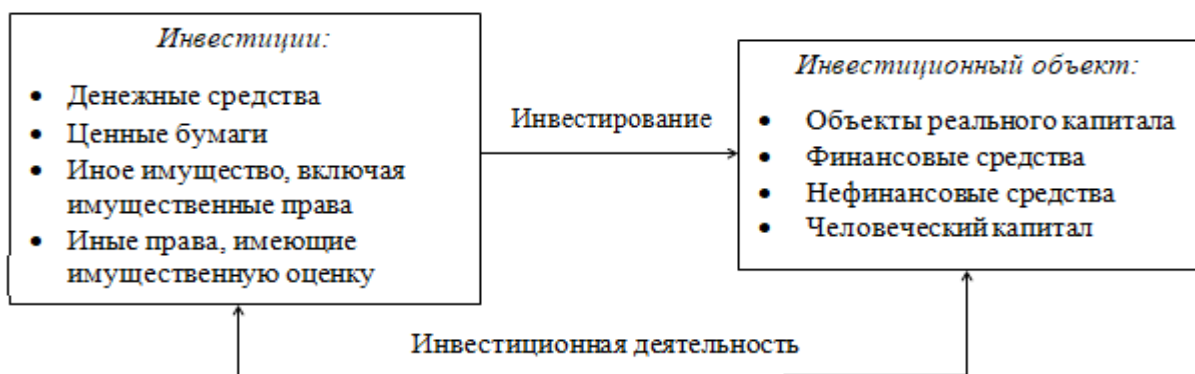 Инвестиции:
• Денежные средства
• Ценные бумаги
• Иное имущество, включая
имущественные права
• Иные права, имеющие
имущественную оценку
Инвестирование
Инвестиционный объект:
• Объекты реального капитала
• Финансовые средства
• Нефинансовые средства
• Человеческий капитал
Инвестиционная деятельность